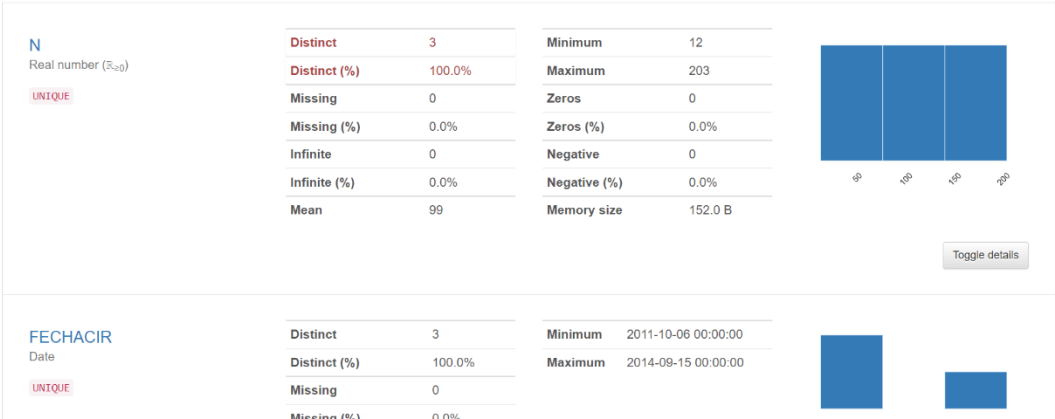 N
Real number (ℝ≥0)
UNIQUE
Distinct 3
Distinct (%) 100.0%
Missing 0
Missing (%) 0.0%
Infinite 0
Infinite (%) 0.0%
Mean 99
Minimum 12
Maximum 203
Zeros 0
Zeros (%) 0.0%
Negative 0
Negative (%) 0.0%
Memory size 152.0 B
50 100 150 200
Toggle details
FECHACIR
Date
UNIQUE
Distinct 3
Distinct (%) 100.0%
Missing 0
Missing (%) 0.0%
Minimum 2011-10-06 00:00:00
Maximum 2014-09-15 00:00:00